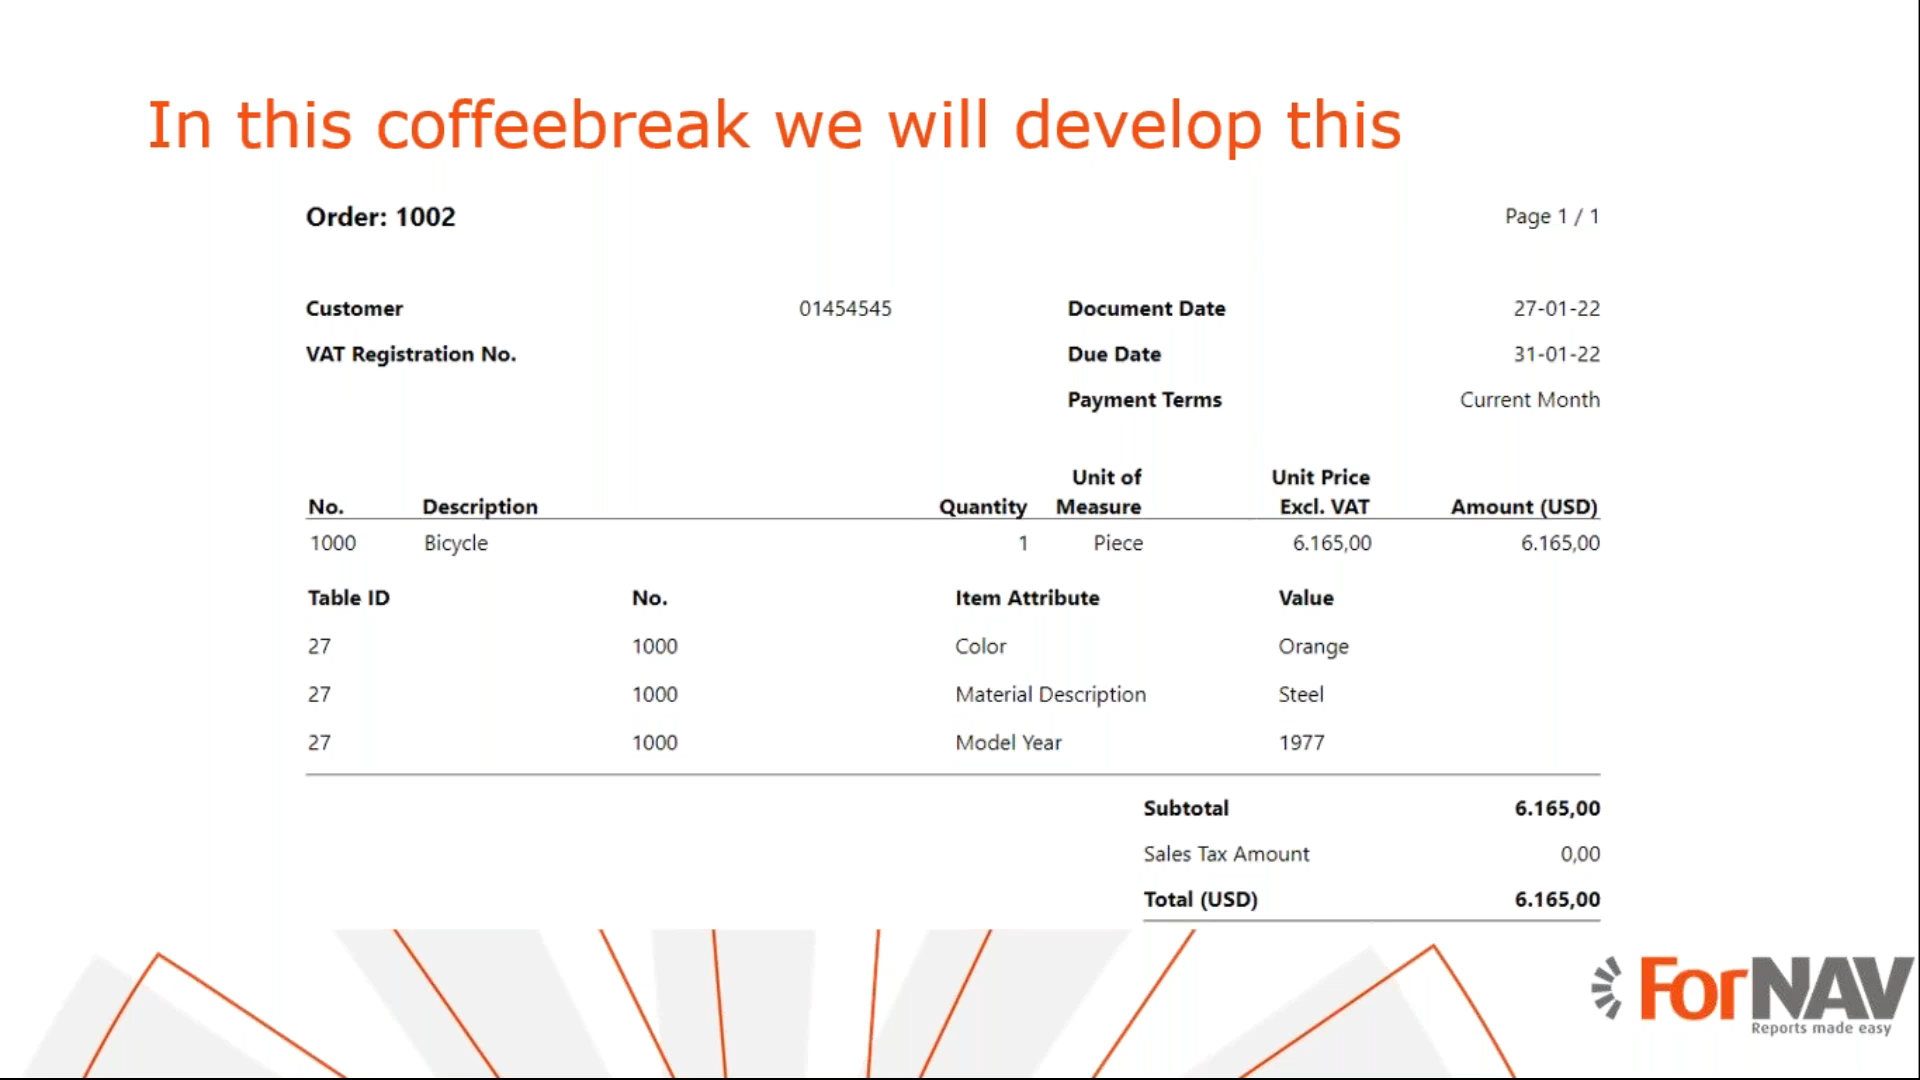 In this coffeebreak we will develop this
Order: 1002 Page 1 / 1
Customer 01454545 Document Date 27-01-22
VAT Registration No. Due Date 31-01-22
Payment Terms Current Month
Unit of Unit Price
No. Description Quantity Measure Excl. VAT Amount (USD)
1000 Bicycle 1 Piece 6.165,00 6.165,00
Table ID No. Item Attribute Value
27 1000 Color Orange
27 1000 Material Description Steel
27 1000 Model Year 1977
Subtotal 6.165,00
Sales Tax Amount 0,00
Total (USD) 6.165,00
ForNAV
Reports made easy